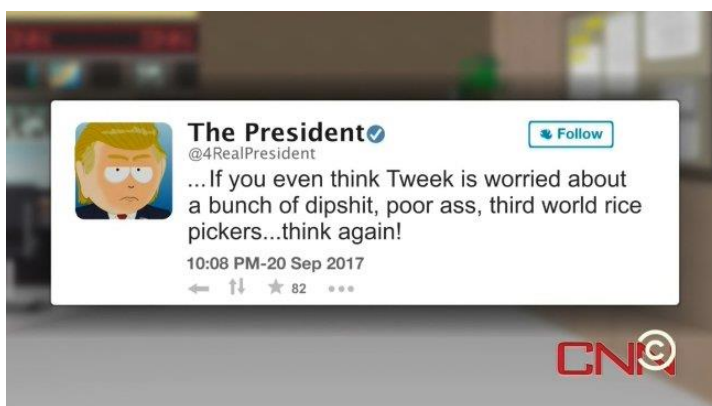 The President
@4RealPresident
Follow
...If you even think Tweek is worried about
a bunch of dipshit, poor ass, third world rice
pickers...think again!
10:08 PM-20 Sep 2017
82
CNN